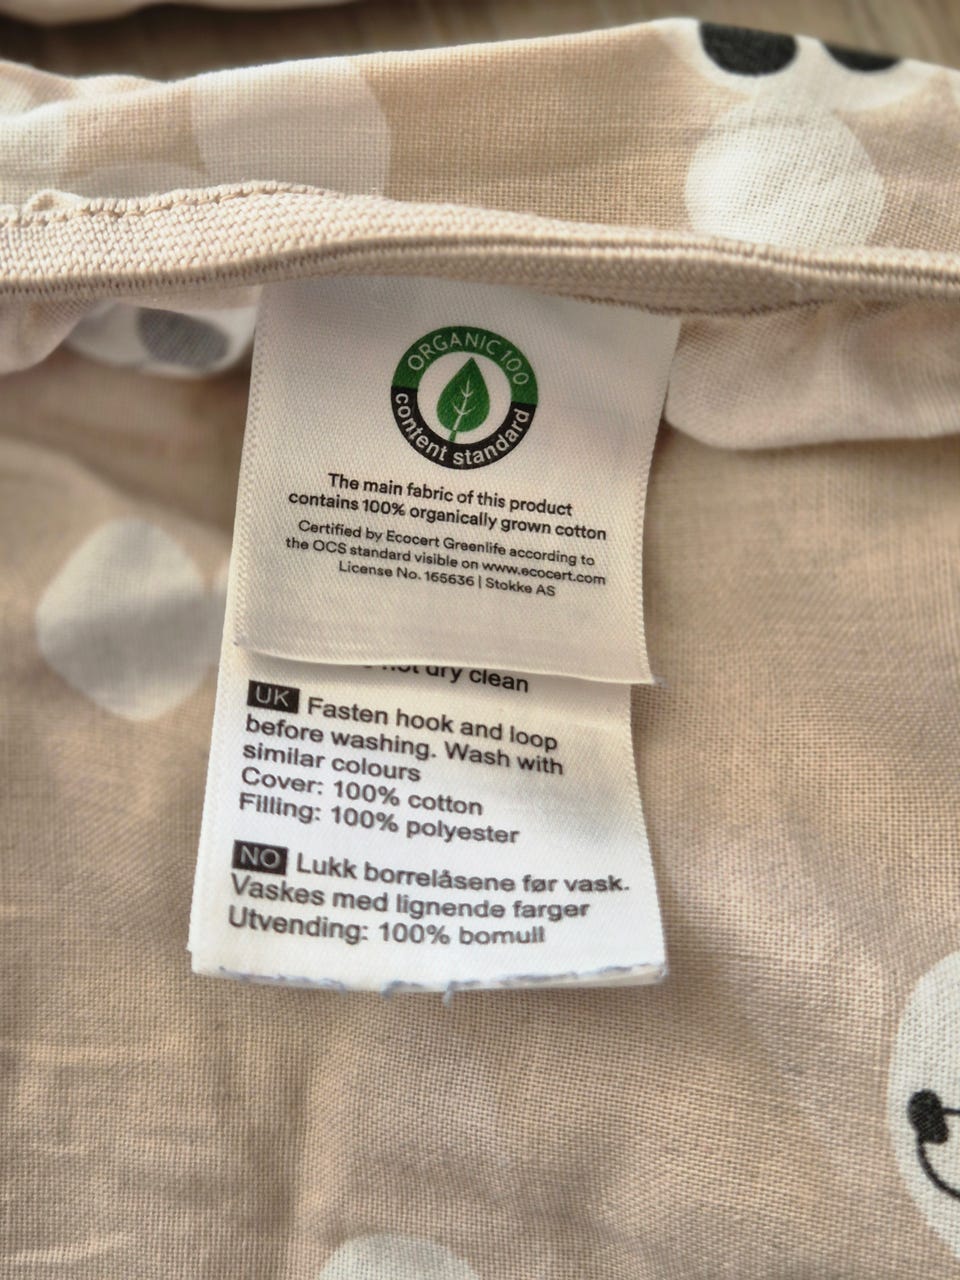 ORGANIC 100
content standard
The main fabric of this product
contains 100% organically grown cotton
Certified by Ecocert Greenlife according to
the OCS standard visible on www.ecocert.com
License No. 165636 | Stokke AS
not dry clean
UK Fasten hook and loop
before washing. Wash with
similar colours
Cover: 100% cotton
Filling: 100% polyester
NO Lukk borrelåsene før vask.
Vaskes med lignende farger
Utvending: 100% bomull